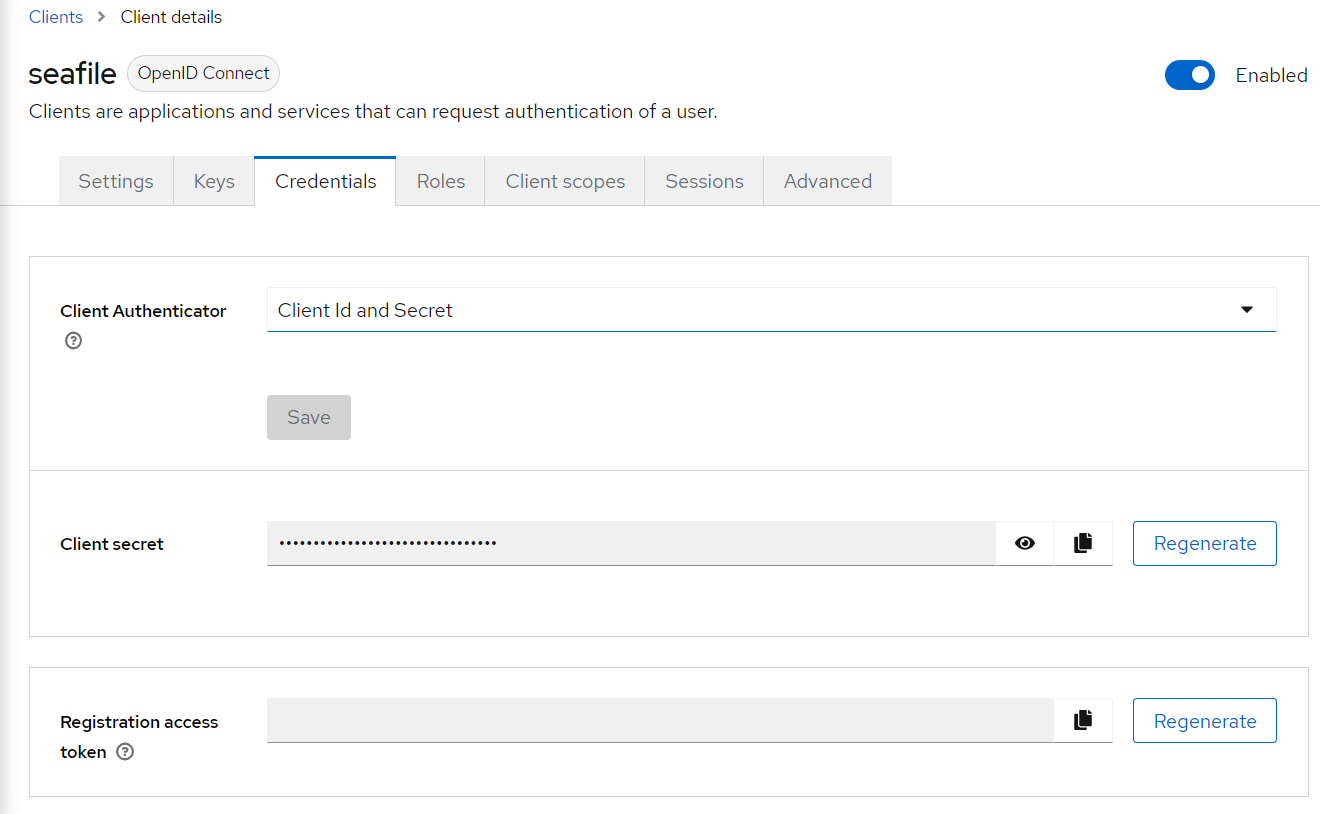 Clients > Client details
seafile OpenID Connect Enabled
Clients are applications and services that can request authentication of a user.
Settings Keys Credentials Roles Client scopes Sessions Advanced
Client Authenticator Client Id and Secret
Save
Client secret •••••••••••••••••••••••••••••••• Regenerate
Registration access token Regenerate